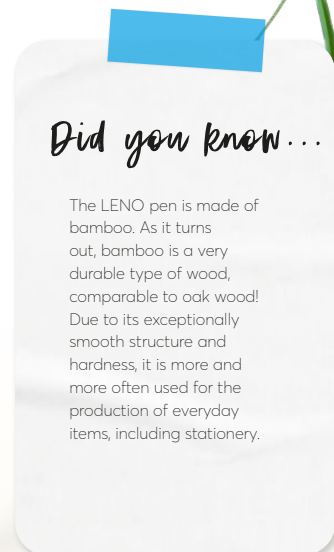 Did you know...
The LENO pen is made of
bamboo. As it turns
out, bamboo is a very
durable type of wood,
comparable to oak wood!
Due to its exceptionally
smooth structure and
hardness, it is more and
more often used for the
production of everyday
items, including stationery.